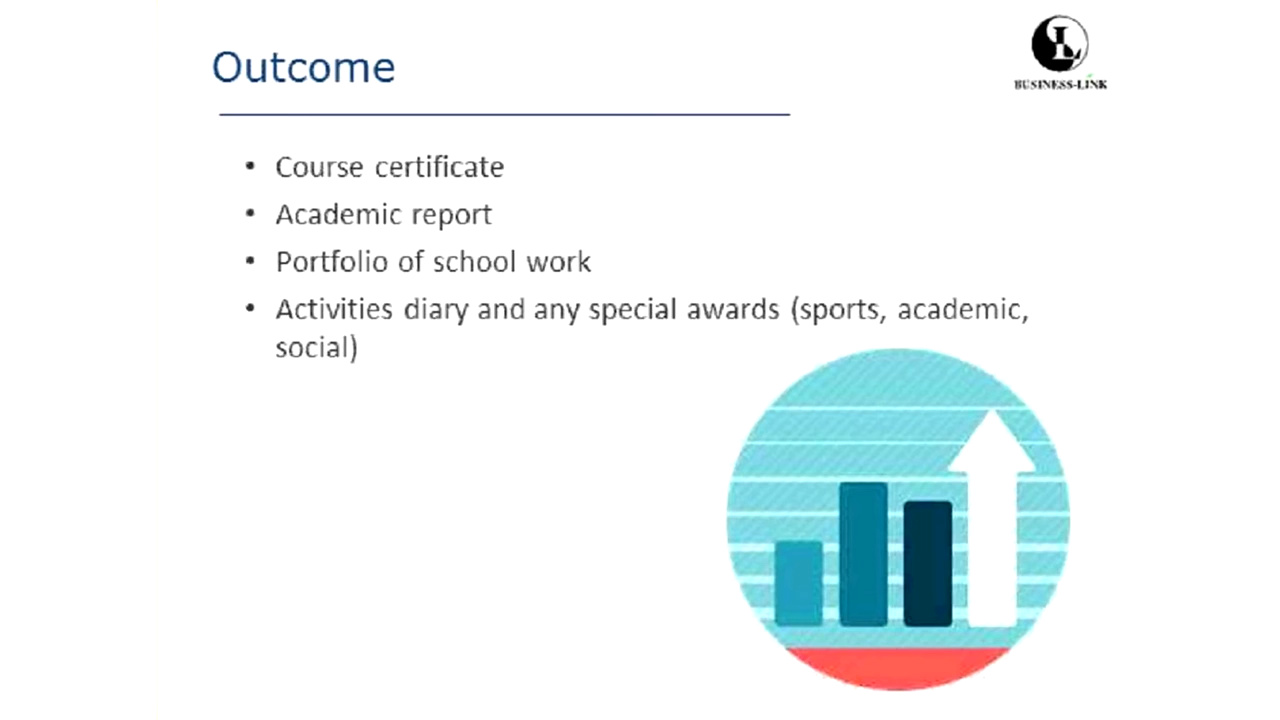 Outcome
L
BUSINESS-LINK
• Course certificate
• Academic report
• Portfolio of school work
• Activities diary and any special awards (sports, academic,
social)